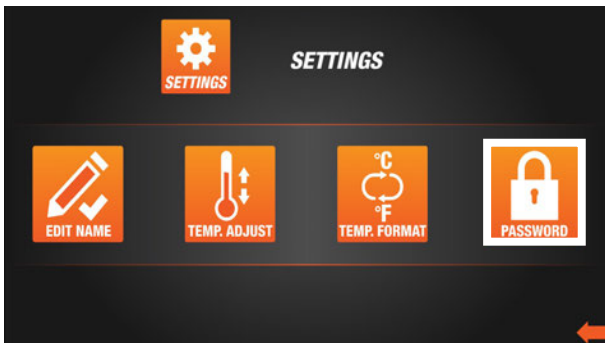 SETTINGS
SETTINGS
EDIT NAME
TEMP. ADJUST
°C
°F
TEMP. FORMAT
PASSWORD